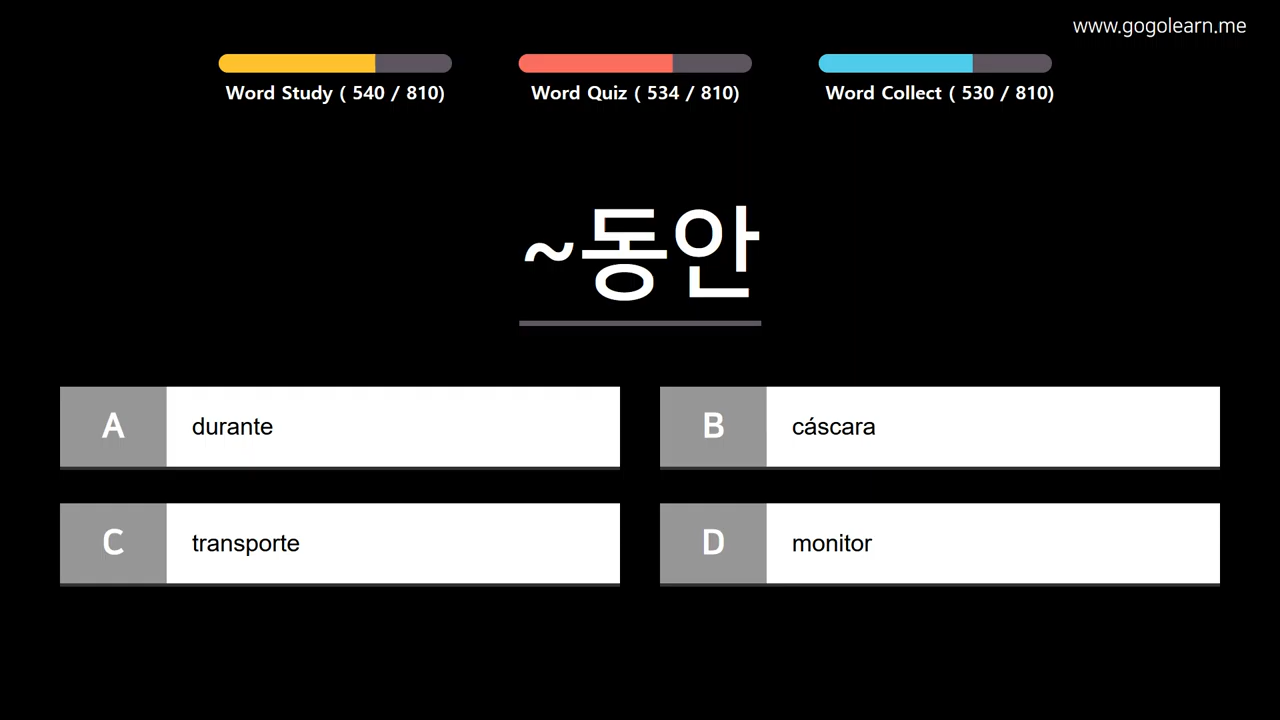 www.gogolearn.me
Word Study ( 540 / 810)
Word Quiz ( 534 / 810)
Word Collect ( 530 / 810)
~동안
A durante
B cáscara
C transporte
D monitor